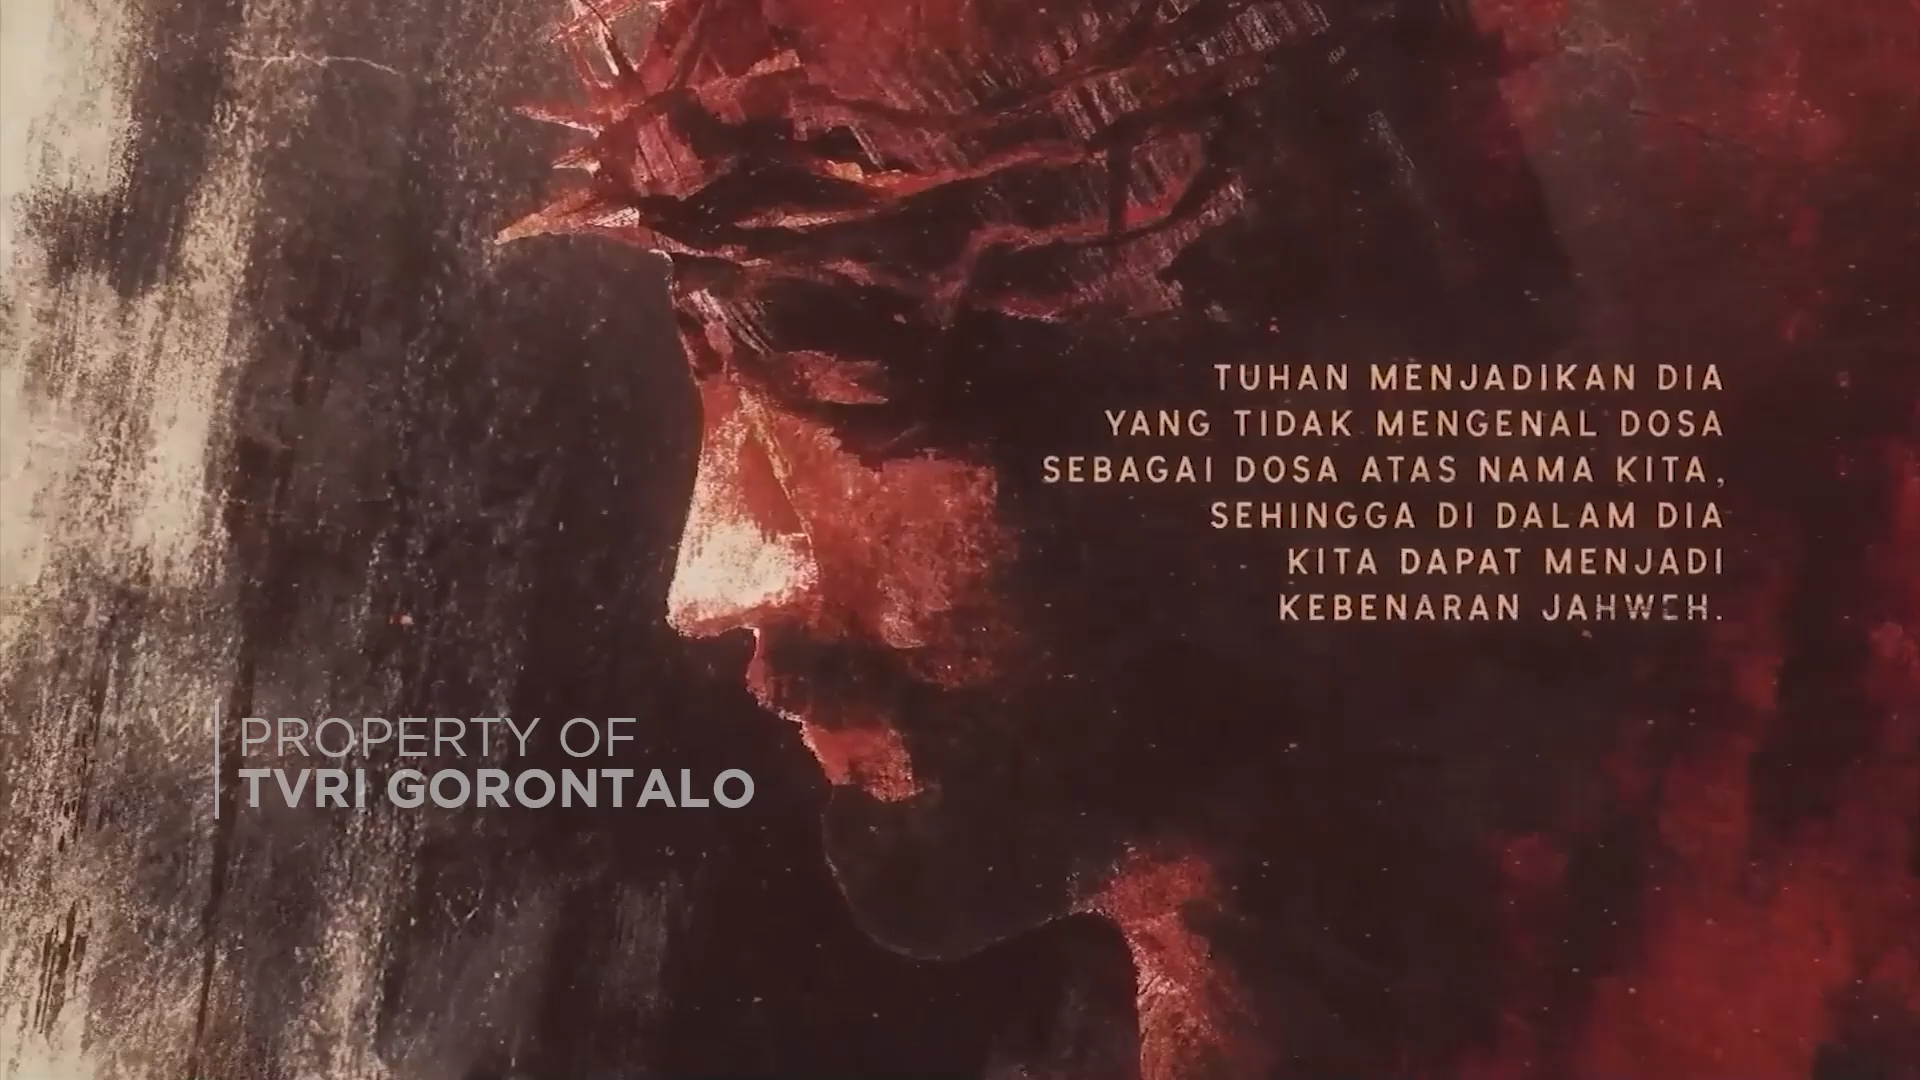 TUHAN MENJADIKAN DIA
YANG TIDAK MENGENAL DOSA
SEBAGAI DOSA ATAS NAMA KITA,
SEHINGGA DI DALAM DIA
KITA DAPAT MENJADI
KEBENARAN JAHWEH.
PROPERTY OF
TVRI GORONTALO